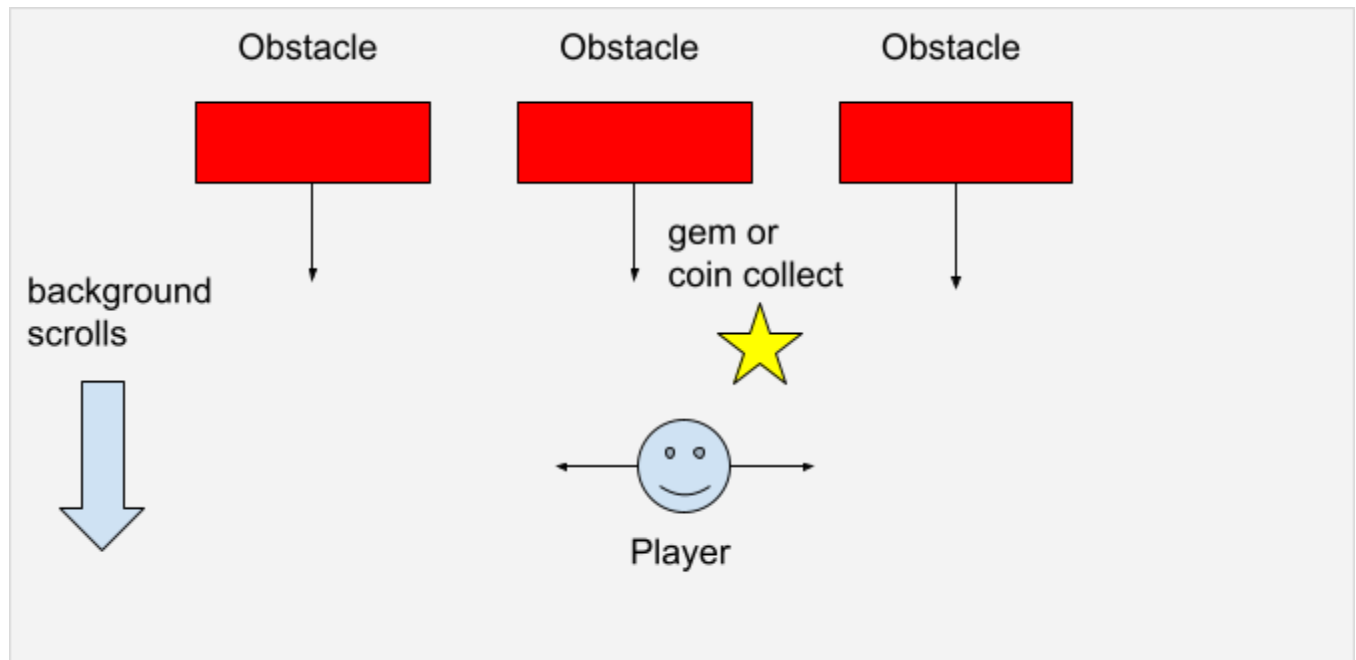 Obstacle
Obstacle
Obstacle
gem or
coin collect
background
scrolls
Player